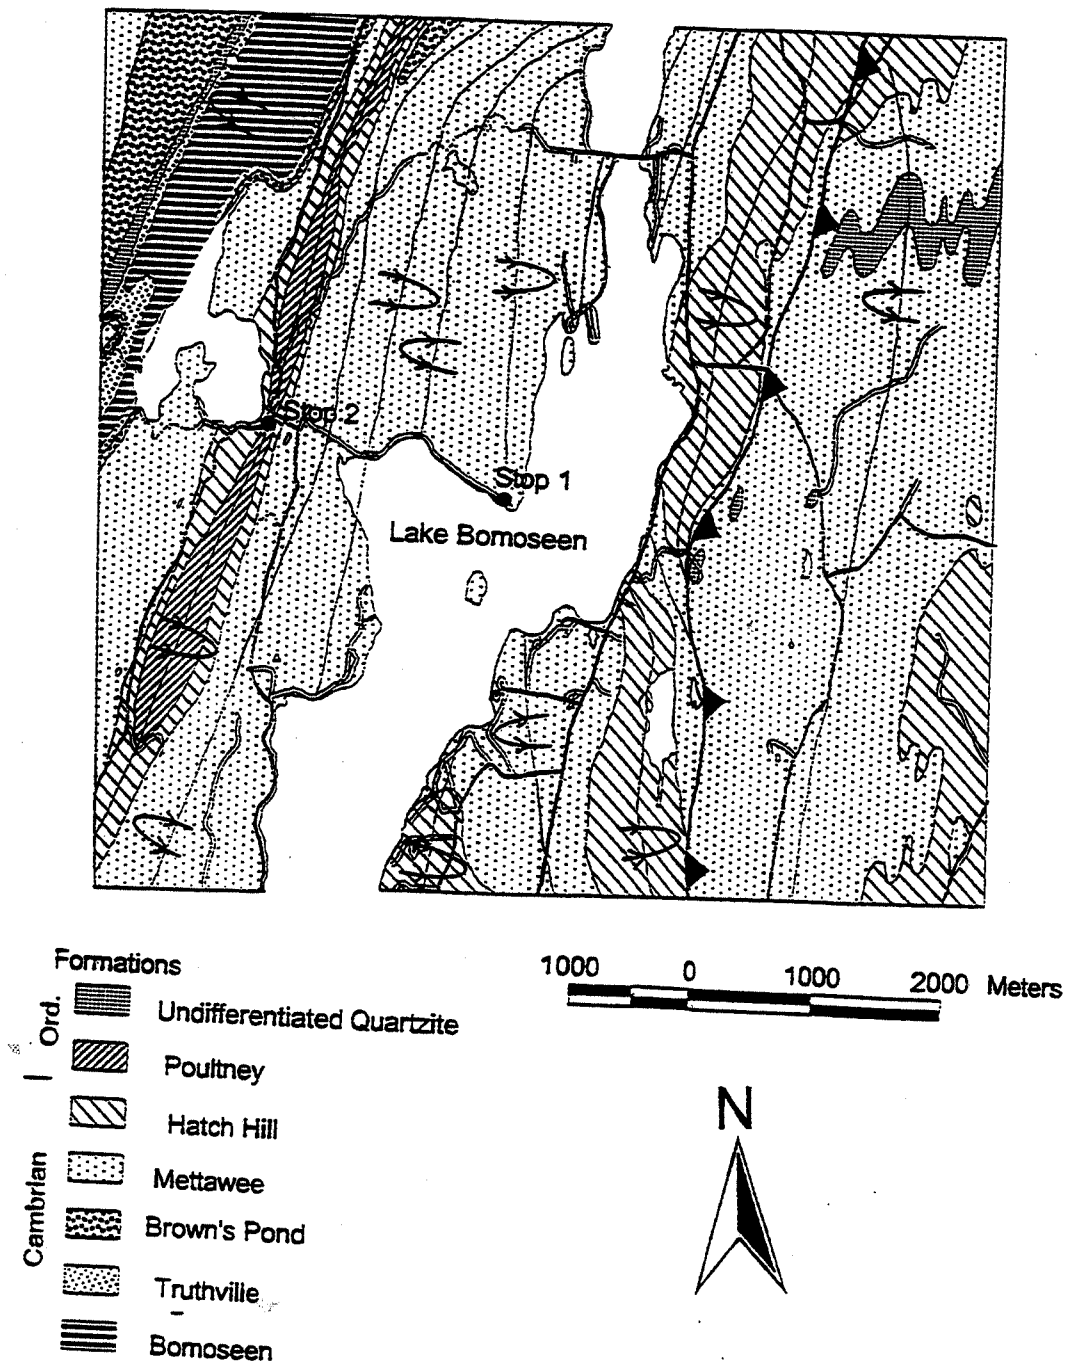 Stop 2
Stop 1
Lake Bomoseen
Formations
Ord.
Cambrian
Undifferentiated Quartzite
Poultney
Hatch Hill
Mettawee
Brown's Pond
Truthville
Bomoseen
1000 0 1000 2000 Meters
N